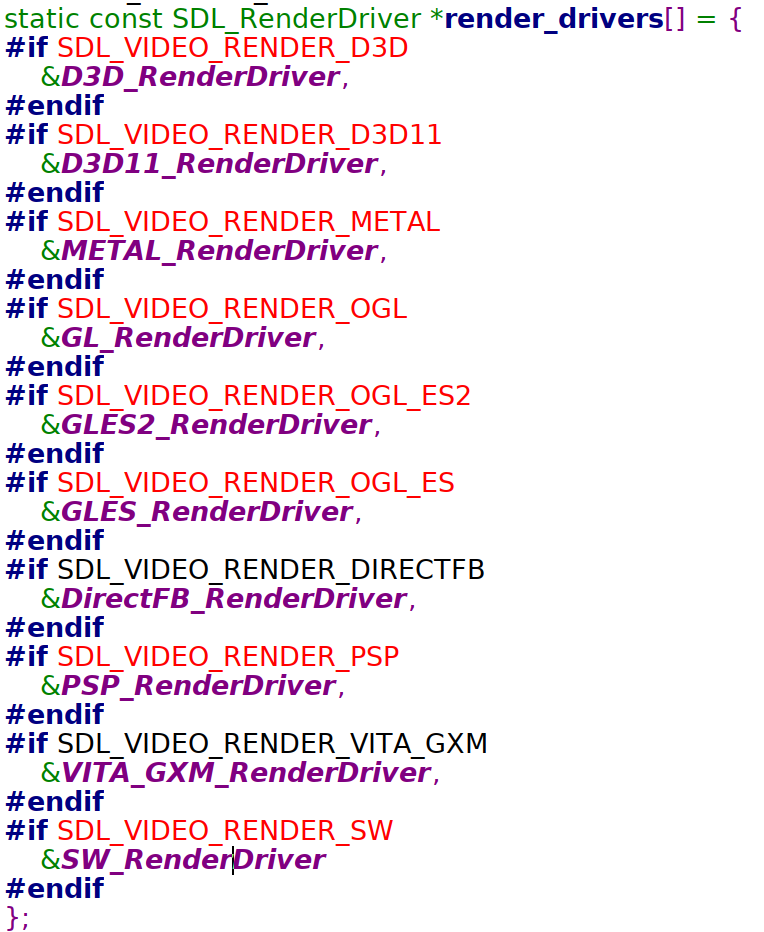 static const SDL_RenderDriver *render_drivers[] = {
#if SDL_VIDEO_RENDER_D3D
    &D3D_RenderDriver,
#endif
#if SDL_VIDEO_RENDER_D3D11
    &D3D11_RenderDriver,
#endif
#if SDL_VIDEO_RENDER_METAL
    &METAL_RenderDriver,
#endif
#if SDL_VIDEO_RENDER_OGL
    &GL_RenderDriver,
#endif
#if SDL_VIDEO_RENDER_OGL_ES2
    &GLES2_RenderDriver,
#endif
#if SDL_VIDEO_RENDER_OGL_ES
    &GLES_RenderDriver,
#endif
#if SDL_VIDEO_RENDER_DIRECTFB
    &DirectFB_RenderDriver,
#endif
#if SDL_VIDEO_RENDER_PSP
    &PSP_RenderDriver,
#endif
#if SDL_VIDEO_RENDER_VITA_GXM
    &VITA_GXM_RenderDriver,
#endif
#if SDL_VIDEO_RENDER_SW
    &SW_RenderDriver
#endif
};